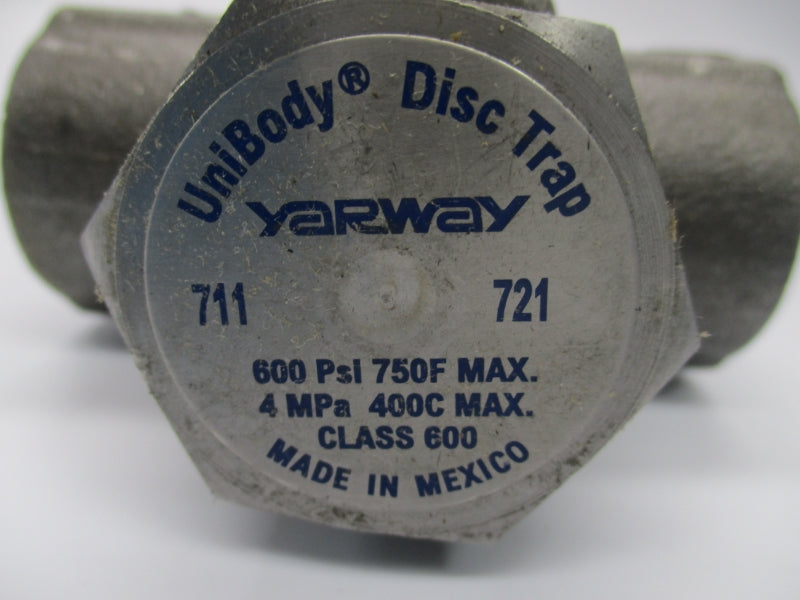 UniBody® Disc Trap
YARWAY
711 721
600 Psi 750F MAX.
4 MPa 400C MAX.
CLASS 600
MADE IN MEXICO